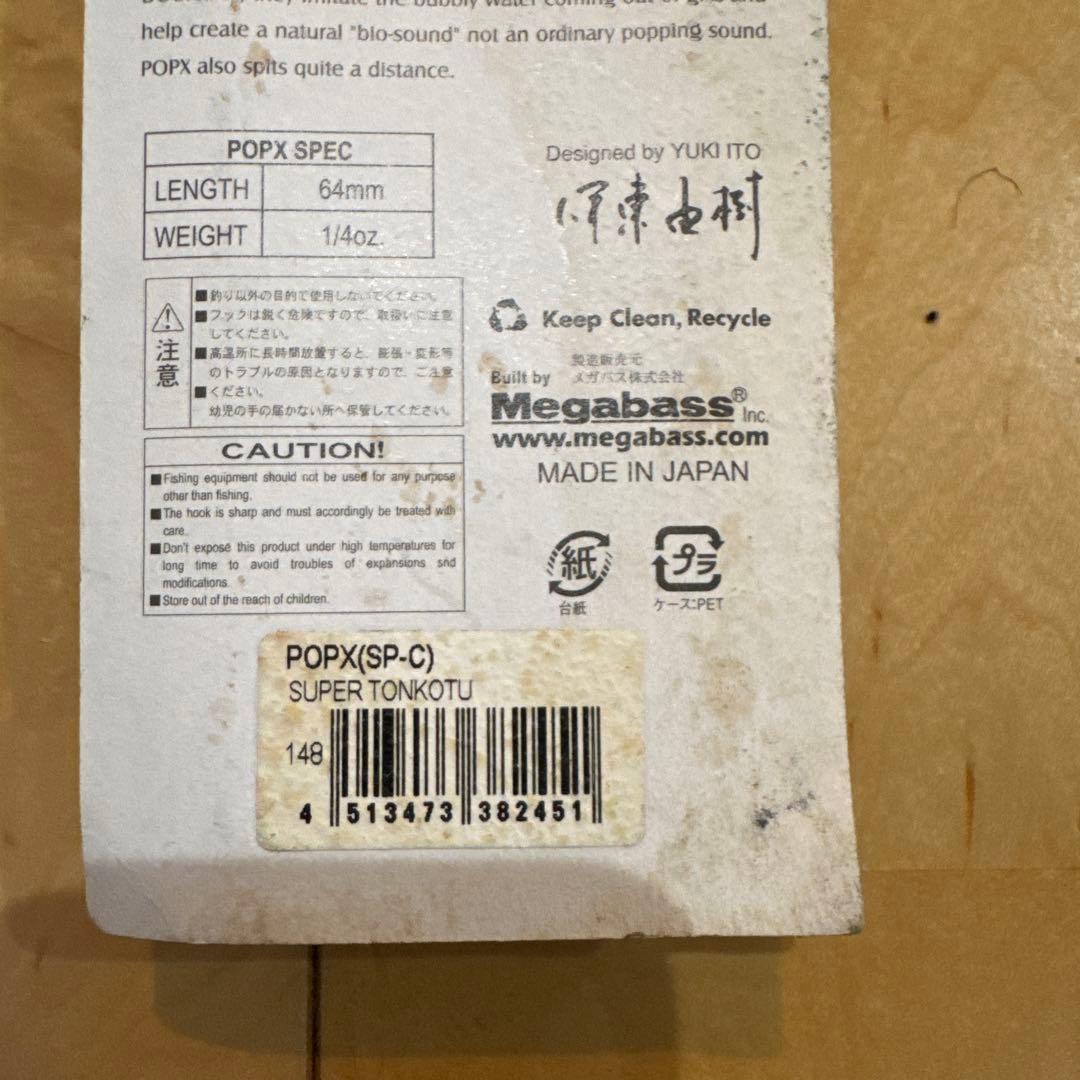 help create a natural "bio-sound" not an ordinary popping sound.
POPX also spits quite a distance.
POPX SPEC
LENGTH 64mm
WEIGHT 1/4oz.
Designed by YUKI ITO
伊東由樹
注意
■釣り以外の目的で使用しないでください。
■フックは鋭く危険ですので、取扱いに注意
してください。
■高温所に長時間放置すると、膨張・変形等
のトラブルの原因となりますので、ご注意
■ください。
幼児の手の届かない所へ保管してください。
Keep Clean, Recycle
製造販売元
Built by メガバス株式会社
Megabass® Inc.
www.megabass.com
MADE IN JAPAN
CAUTION!
■Fishing equipment should not be used for any purpose
other than fishing.
■The hook is sharp and must accordingly be treated with
care.
■Don't expose this product under high temperatures for
long time to avoid troubles of expansions snd
modifications.
■Store out of the reach of children.
紙
台紙
プラ
ケース:PET
POPX(SP-C)
SUPER TONKOTU
148
4 513473 382451